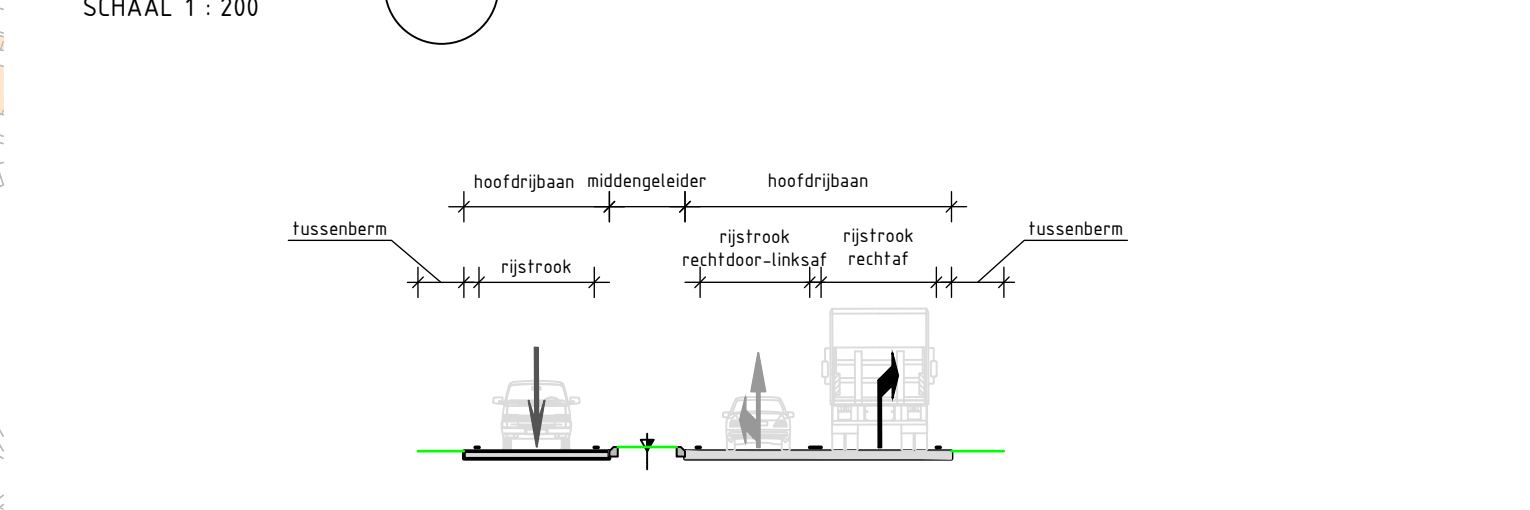 SCHAAL 1 : 200
hoofdrijbaan
middengeleider
hoofdrijbaan
tussenberm
rijstrook
rijstrook
rechtdoor-linksaf
rijstrook
rechtaf
tussenberm